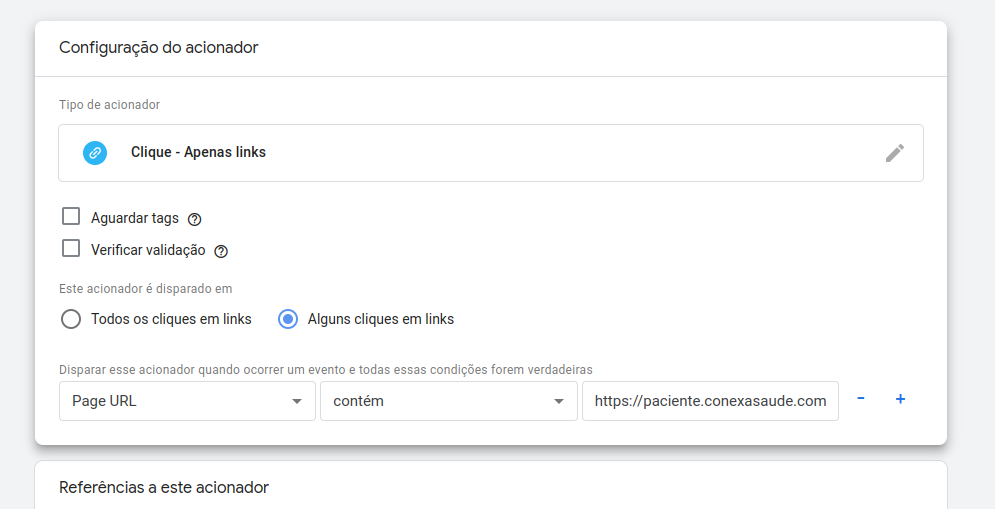 Configuração do acionador
Tipo de acionador
Clique - Apenas links
Aguardar tags
Verificar validação
Este acionador é disparado em
Todos os cliques em links
Alguns cliques em links
Disparar esse acionador quando ocorrer um evento e todas essas condições forem verdadeiras
Page URL contém https://paciente.conexasaude.com - +
Referências a este acionador